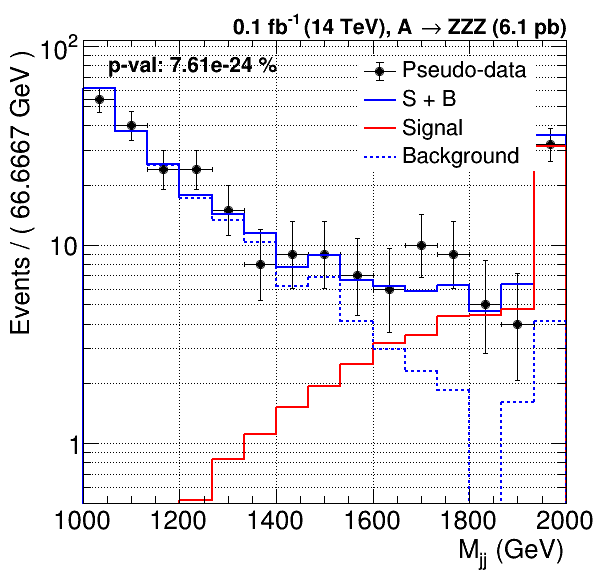 0.1 fb⁻¹ (14 TeV), A → ZZZ (6.1 pb)
p-val: 7.61e-24 %
Pseudo-data
S + B
Signal
Background
Events / ( 66.6667 GeV )
10²
10
1
1000 1200 1400 1600 1800 2000
Mjj (GeV)